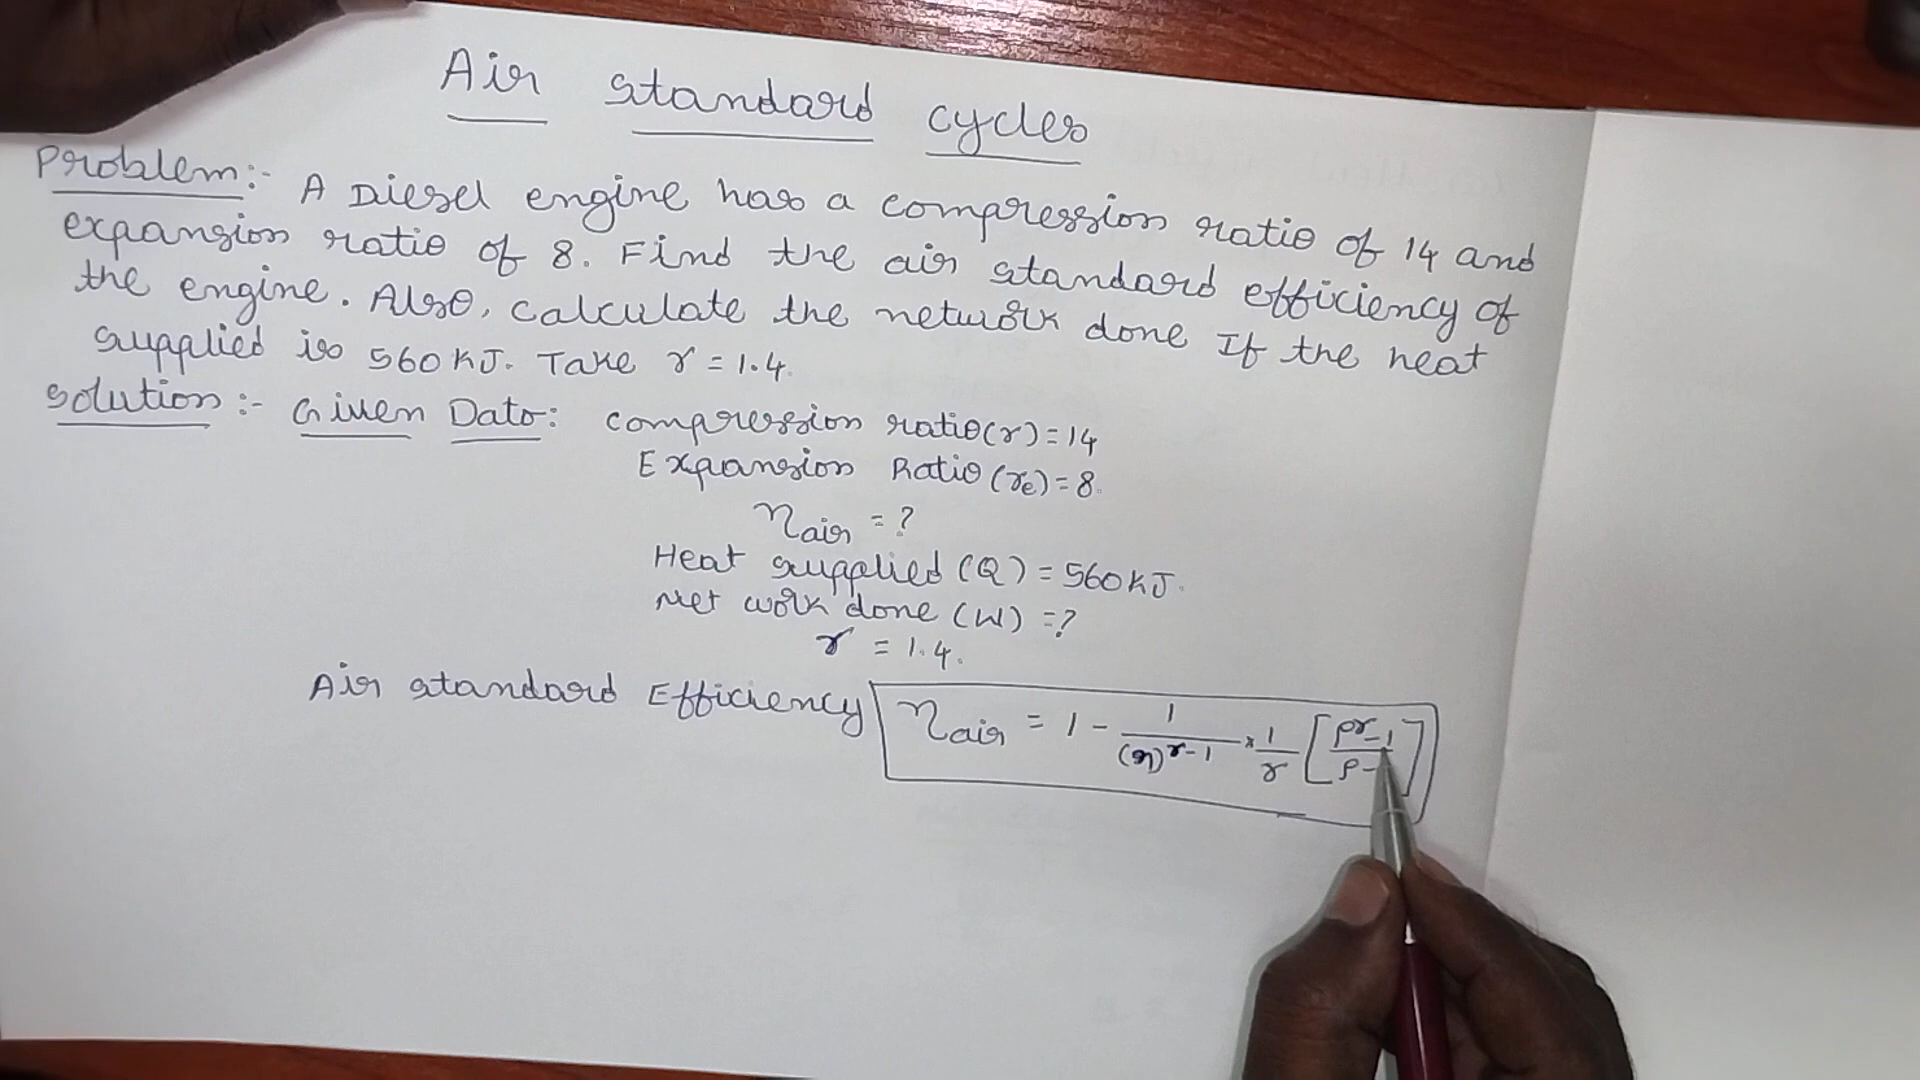 Air standard cycles
Problem:- A Diesel engine has a compression ratio of 14 and
expansion ratio of 8. Find the air standard efficiency of
the engine. Also, calculate the network done If the heat
supplied is 560 KJ. Take γ = 1.4.
Solution:- Given Data: compression ratio (r) = 14
Expansion Ratio (re) = 8.
ηair = ?
Heat supplied (Q) = 560 KJ.
Net work done (W) = ?
γ = 1.4.
Air standard Efficiency ηair = 1 - 1/(r)^γ-1 × 1/γ [ρ^γ-1/ρ-